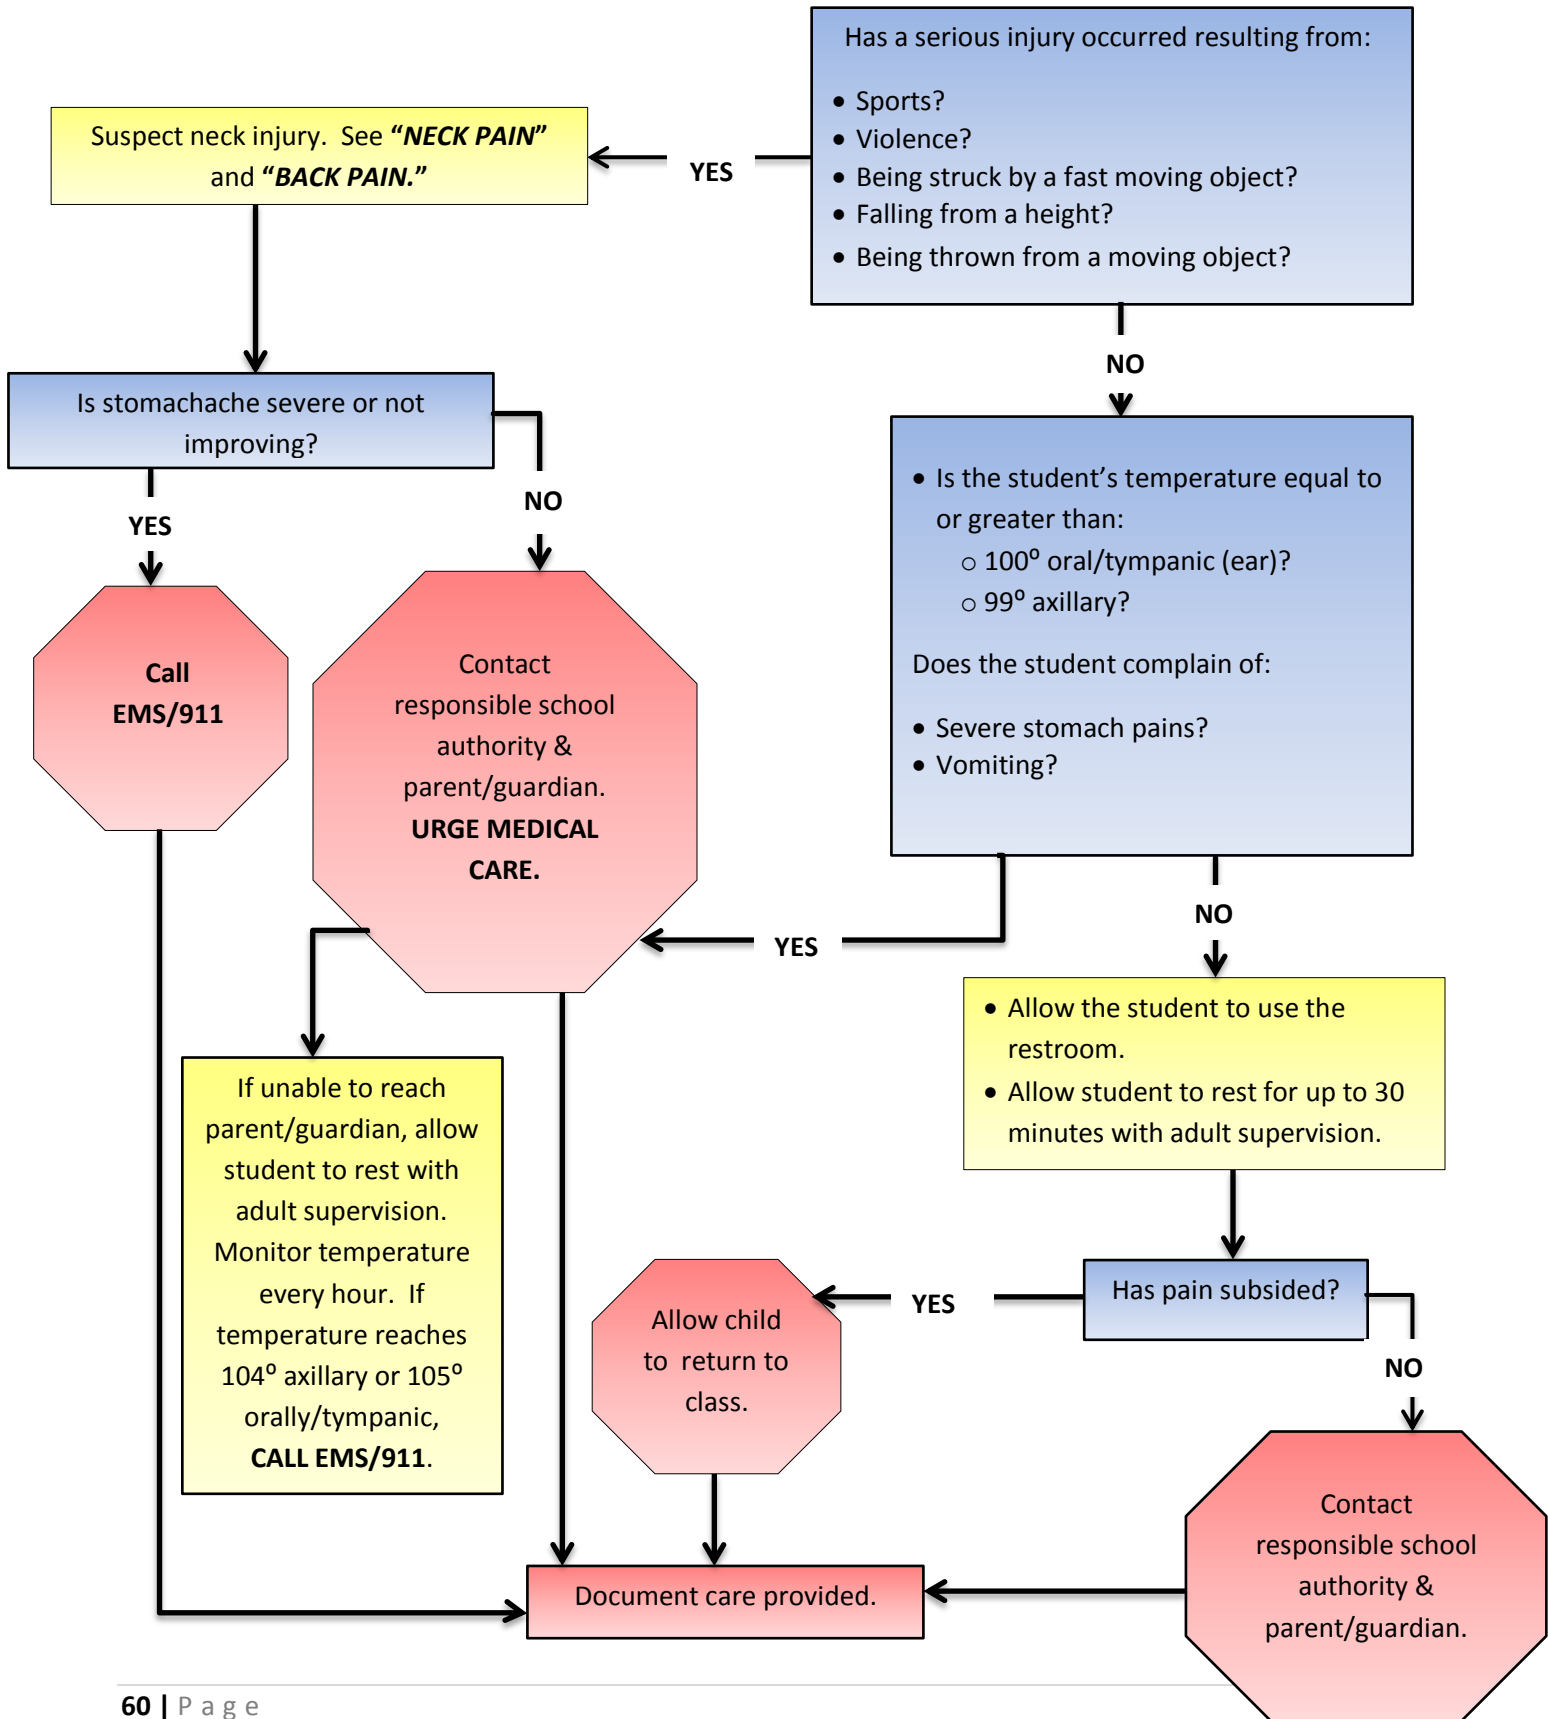 Has a serious injury occurred resulting from:
• Sports?
• Violence?
• Being struck by a fast moving object?
• Falling from a height?
• Being thrown from a moving object?
YES
Suspect neck injury.  See “NECK PAIN”
and “BACK PAIN.”
NO
Is stomachache severe or not
improving?
YES
NO
Call
EMS/911
Contact
responsible school
authority &
parent/guardian.
URGE MEDICAL
CARE.
• Is the student’s temperature equal to
or greater than:
o 100⁰ oral/tympanic (ear)?
o 99⁰ axillary?
Does the student complain of:
• Severe stomach pains?
• Vomiting?
YES
NO
If unable to reach
parent/guardian, allow
student to rest with
adult supervision.
Monitor temperature
every hour.  If
temperature reaches
104⁰ axillary or 105⁰
orally/tympanic,
CALL EMS/911.
• Allow the student to use the
restroom.
• Allow student to rest for up to 30
minutes with adult supervision.
Has pain subsided?
YES
NO
Allow child
to  return to
class.
Contact
responsible school
authority &
parent/guardian.
Document care provided.
60 | P a g e